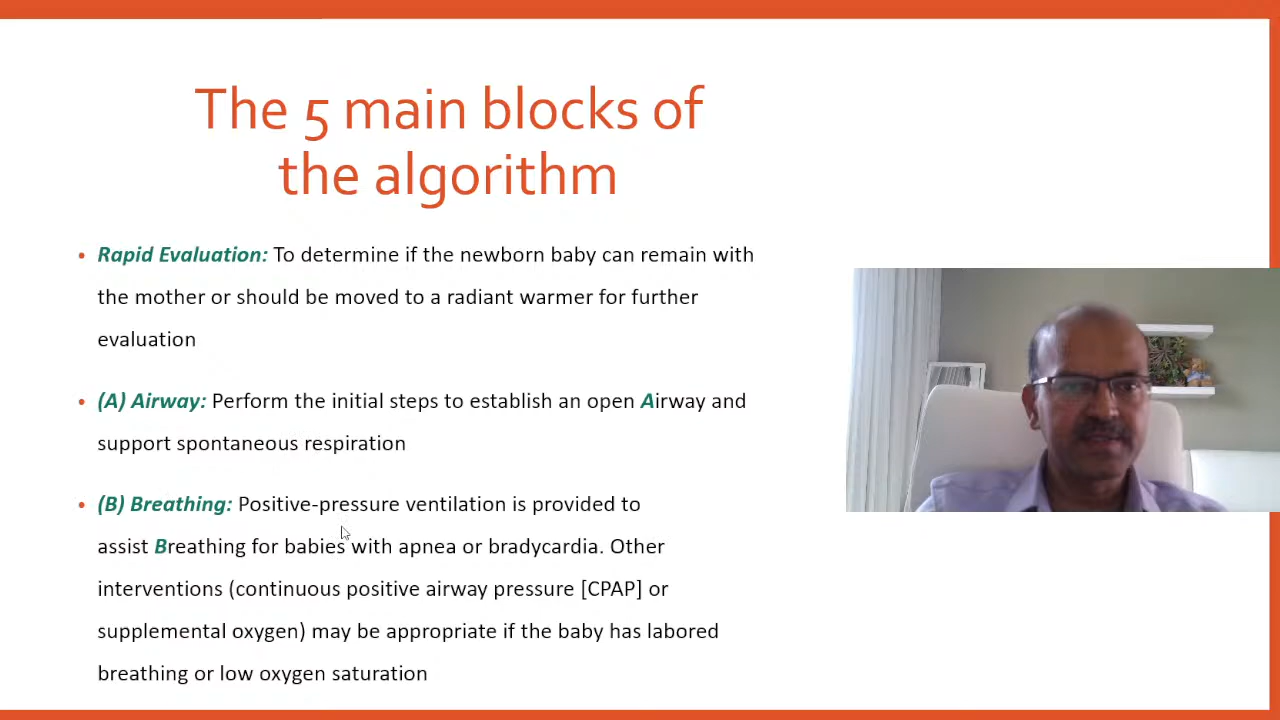 The 5 main blocks of
the algorithm
• Rapid Evaluation: To determine if the newborn baby can remain with
the mother or should be moved to a radiant warmer for further
evaluation
• (A) Airway: Perform the initial steps to establish an open Airway and
support spontaneous respiration
• (B) Breathing: Positive-pressure ventilation is provided to
assist Breathing for babies with apnea or bradycardia. Other
interventions (continuous positive airway pressure [CPAP] or
supplemental oxygen) may be appropriate if the baby has labored
breathing or low oxygen saturation